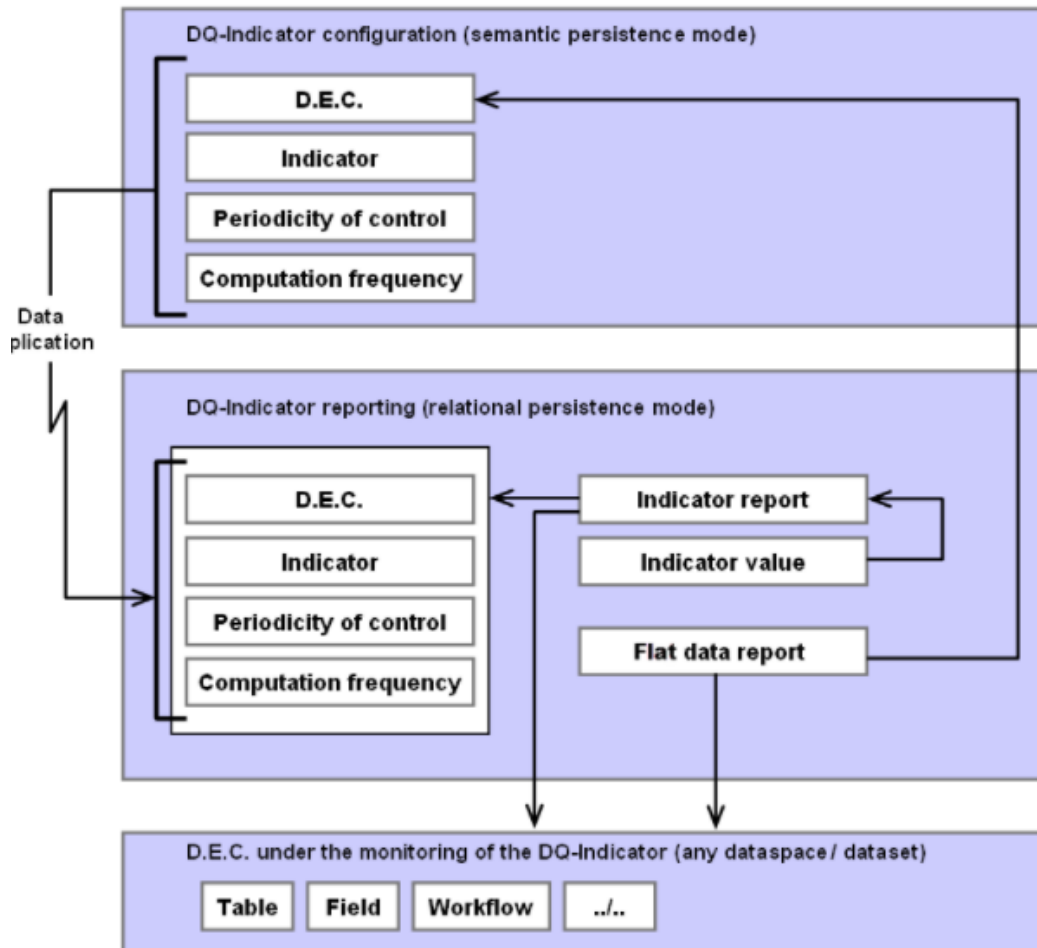 DQ-Indicator configuration (semantic persistence mode)
D.E.C.
Indicator
Periodicity of control
Computation frequency
Data
plication
DQ-Indicator reporting (relational persistence mode)
D.E.C.
Indicator
Periodicity of control
Computation frequency
Indicator report
Indicator value
Flat data report
D.E.C. under the monitoring of the DQ-Indicator (any dataspace / dataset)
Table
Field
Workflow
../..